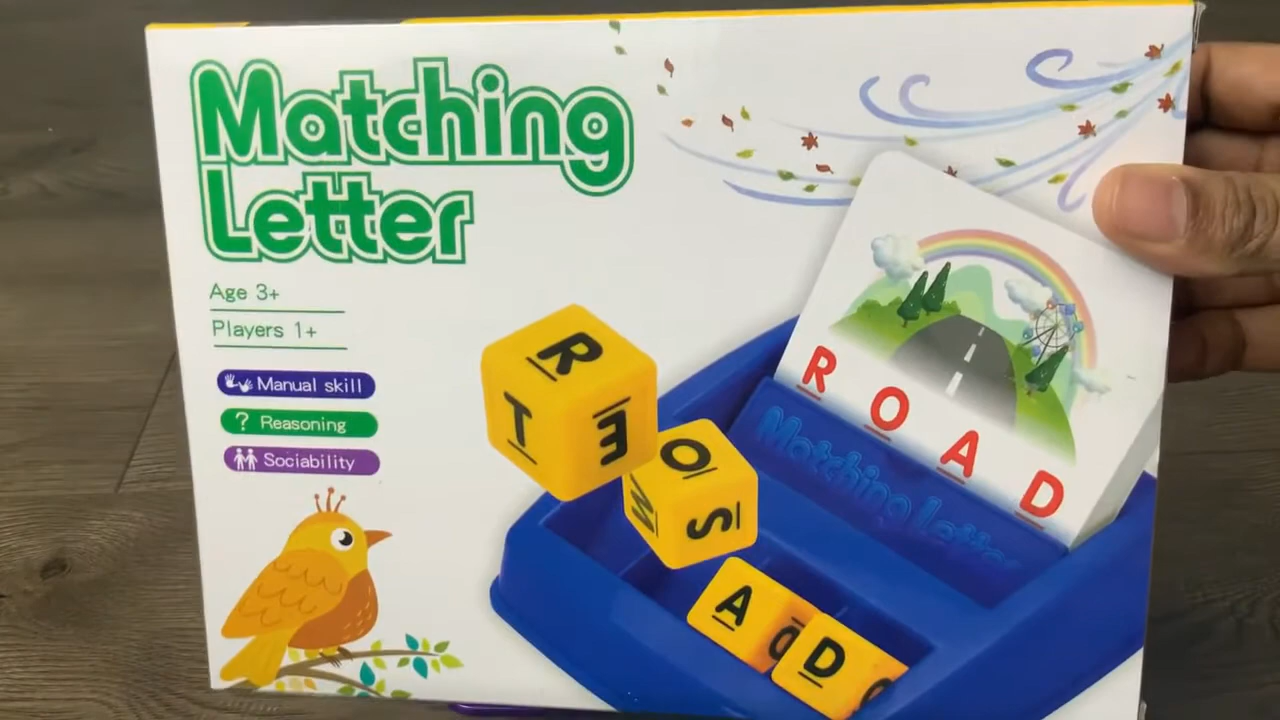 Matching
Letter
Age 3+
Players 1+
Manual skill
? Reasoning
Sociability
R
T
E
O
M
S
A
D
R O A D
Matching Letter